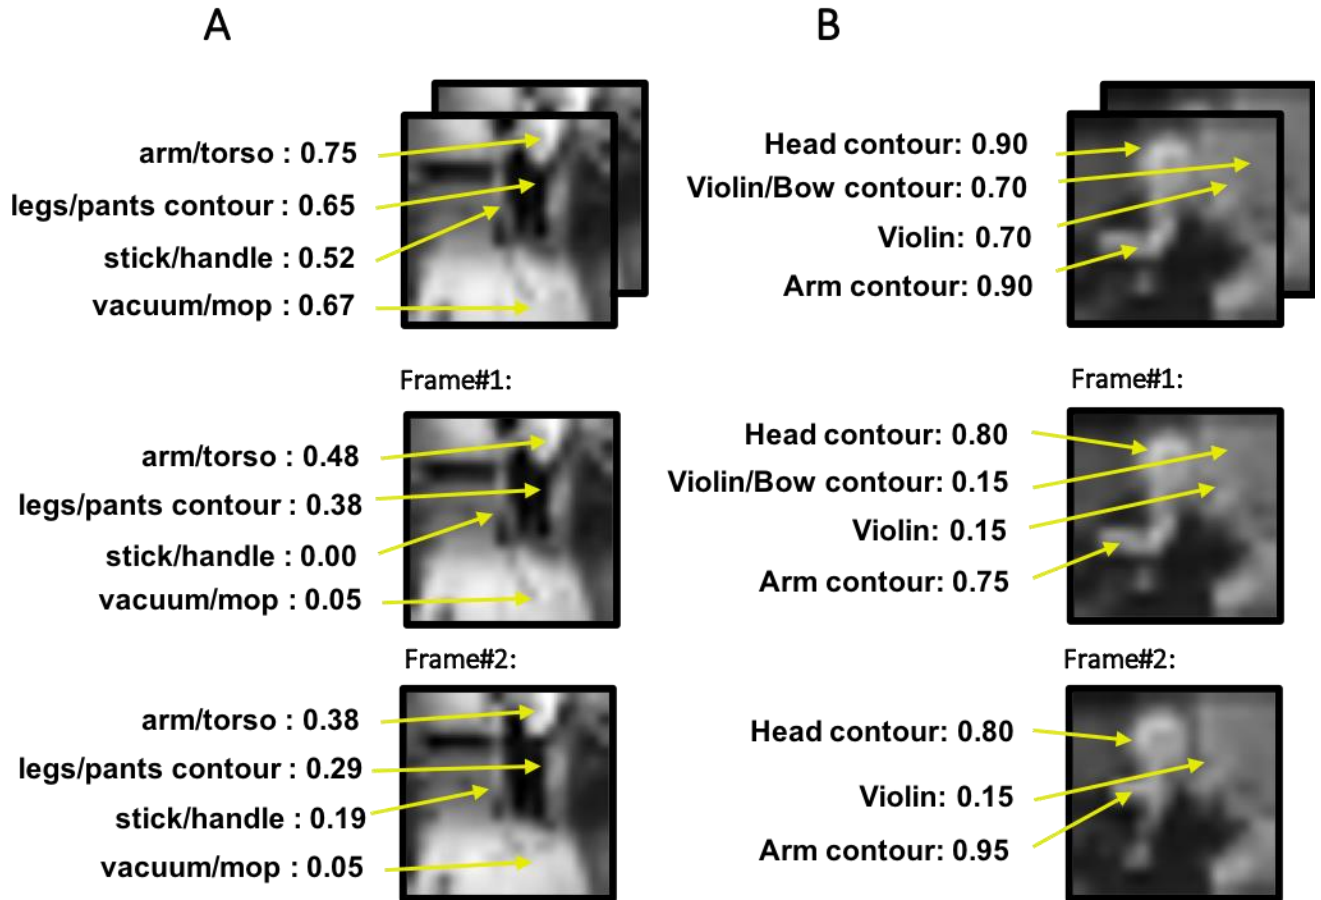 A
arm/torso : 0.75
legs/pants contour : 0.65
stick/handle : 0.52
vacuum/mop : 0.67
Frame#1:
arm/torso : 0.48
legs/pants contour : 0.38
stick/handle : 0.00
vacuum/mop : 0.05
Frame#2:
arm/torso : 0.38
legs/pants contour : 0.29
stick/handle : 0.19
vacuum/mop : 0.05
B
Head contour: 0.90
Violin/Bow contour: 0.70
Violin: 0.70
Arm contour: 0.90
Frame#1:
Head contour: 0.80
Violin/Bow contour: 0.15
Violin: 0.15
Arm contour: 0.75
Frame#2:
Head contour: 0.80
Violin: 0.15
Arm contour: 0.95